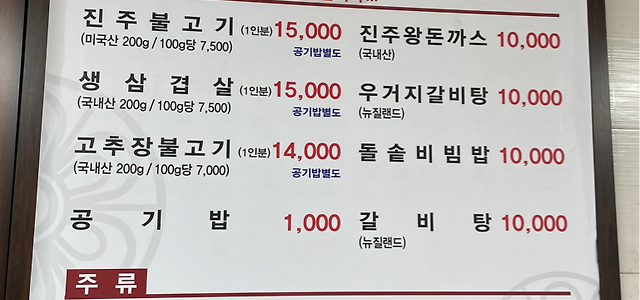 진주불고기 (1인분) 15,000
(미국산 200g / 100g당 7,500) 공기밥별도
생삼겹살 (1인분) 15,000
(국내산 200g / 100g당 7,500) 공기밥별도
고추장불고기 (1인분) 14,000
(국내산 200g / 100g당 7,000) 공기밥별도
공기밥 1,000
진주왕돈까스 10,000
(국내산)
우거지갈비탕 10,000
(뉴질랜드)
돌솥비빔밥 10,000
갈비탕 10,000
(뉴질랜드)
주류